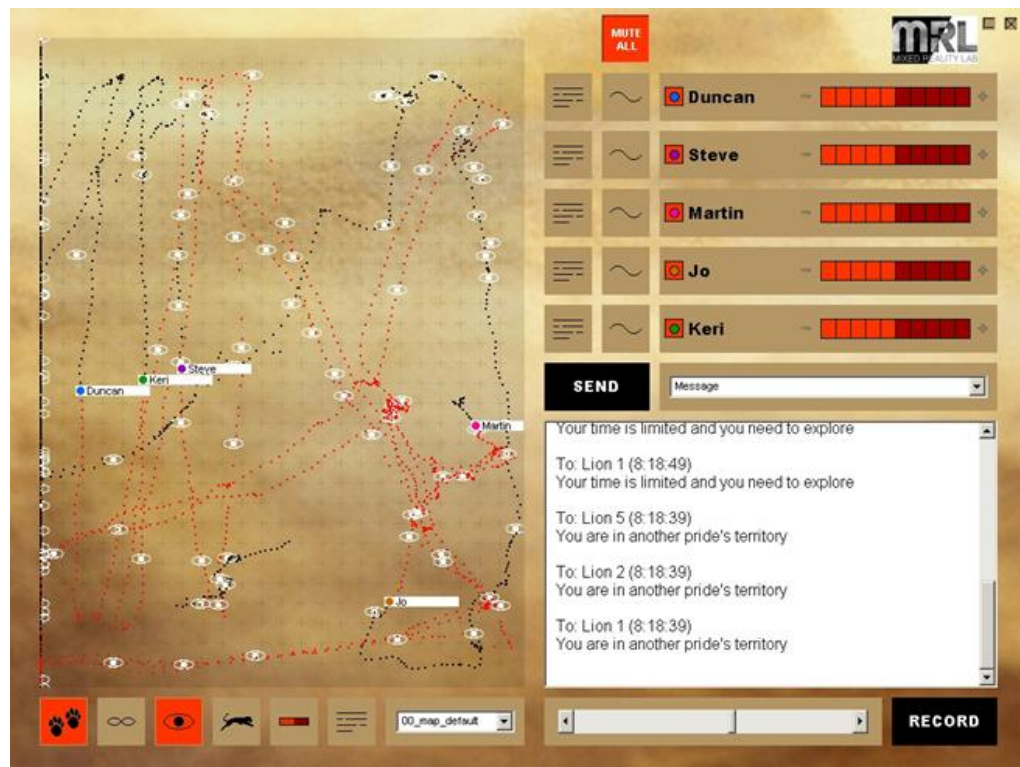 MUTE
ALL
MRL
MIXED REALITY LAB
Duncan
Steve
Martin
Jo
Keri
Steve
Keri
Duncan
Martin
Jo
SEND
Message
Your time is limited and you need to explore
To: Lion 1 (8:18:49)
Your time is limited and you need to explore
To: Lion 5 (8:18:39)
You are in another pride's territory
To: Lion 2 (8:18:39)
You are in another pride's territory
To: Lion 1 (8:18:39)
You are in another pride's territory
00_map_default
RECORD